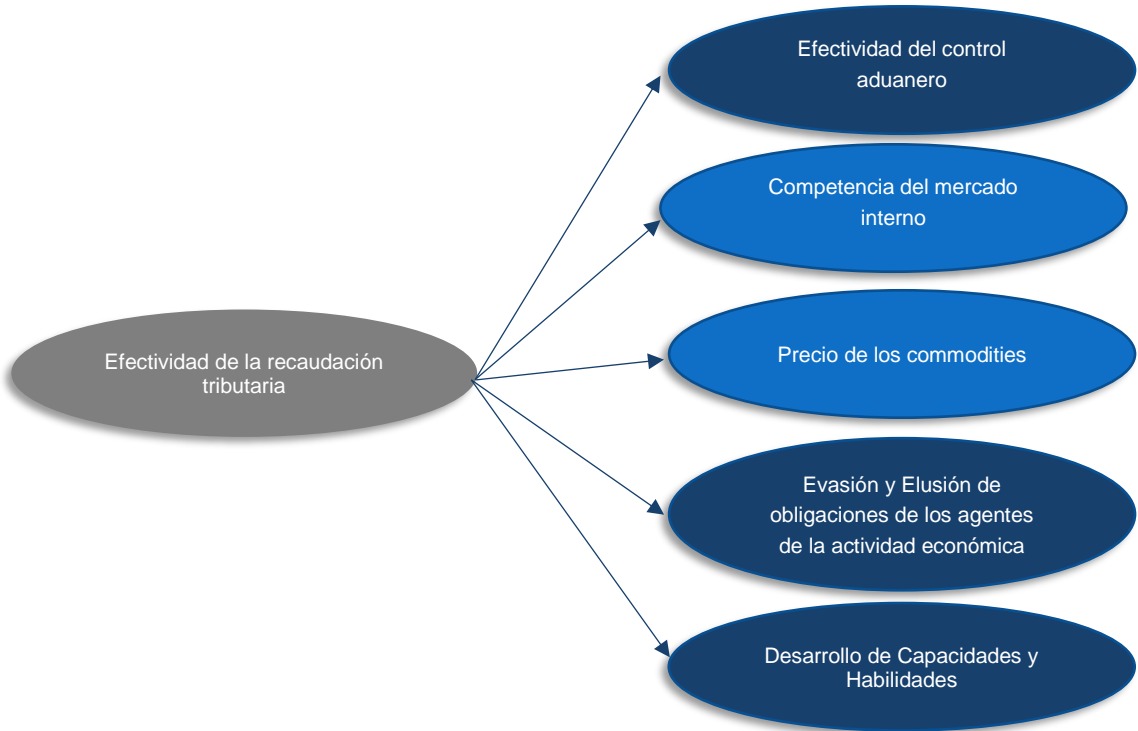 Efectividad del control
aduanero
Competencia del mercado
interno
Precio de los commodities
Efectividad de la recaudación
tributaria
Evasión y Elusión de
obligaciones de los agentes
de la actividad económica
Desarrollo de Capacidades y
Habilidades